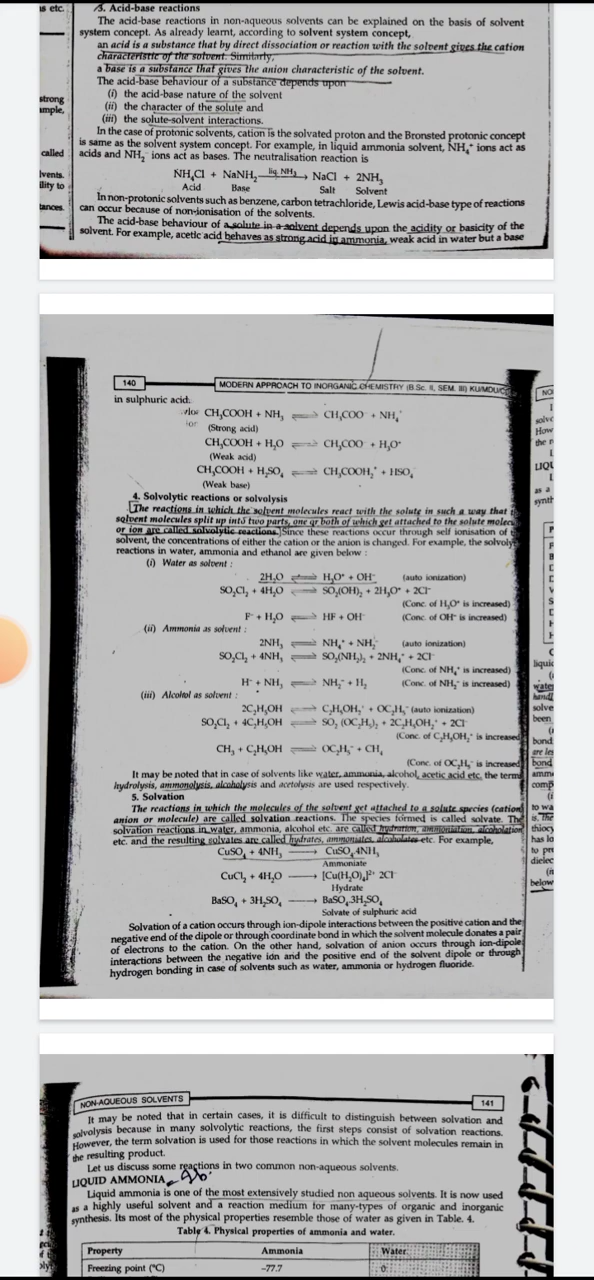 s etc.
3. Acid-base reactions
The acid-base reactions in non-aqueous solvents can be explained on the basis of solvent
system concept. As already learnt, according to solvent system concept,
an acid is a substance that by direct dissociation or reaction with the solvent gives the cation
characteristic of the solvent. Similarly,
a base is a substance that gives the anion characteristic of the solvent.
The acid-base behaviour of a substance depends upon
(i) the acid-base nature of the solvent
strong
(ii) the character of the solute and
ample,
(iii) the solute-solvent interactions.
In the case of protonic solvents, cation is the solvated proton and the Bronsted protonic concept
is same as the solvent system concept. For example, in liquid ammonia solvent, NH₄⁺ ions act as
called
acids and NH₂⁻ ions act as bases. The neutralisation reaction is
lvents.
NH₄Cl + NaNH₂ —liq. NH₃→ NaCl + 2NH₃
ility to
Acid Base Salt Solvent
In non-protonic solvents such as benzene, carbon tetrachloride, Lewis acid-base type of reactions
tances.
can occur because of non-ionisation of the solvents.
The acid-base behaviour of a solute in a solvent depends upon the acidity or basicity of the
solvent. For example, acetic acid behaves as strong acid in ammonia, weak acid in water but a base
140
MODERN APPROACH TO INORGANIC CHEMISTRY (B.Sc. II, SEM. III) KU/MDU/C
in sulphuric acid:
CH₃COOH + NH₃ ⇌ CH₃COO⁻ + NH₄⁺
(Strong acid)
CH₃COOH + H₂O ⇌ CH₃COO⁻ + H₃O⁺
(Weak acid)
CH₃COOH + H₂SO₄ ⇌ CH₃COOH₂⁺ + HSO₄⁻
(Weak base)
4. Solvolytic reactions or solvolysis
The reactions in which the solvent molecules react with the solute in such a way that
solvent molecules split up into two parts, one or both of which get attached to the solute molec
or ion are called solvolytic reactions. Since these reactions occur through self ionisation of
solvent, the concentrations of either the cation or the anion is changed. For example, the solvoly
reactions in water, ammonia and ethanol are given below :
(i) Water as solvent :
2H₂O ⇌ H₃O⁺ + OH⁻ (auto ionization)
SO₂Cl₂ + 4H₂O ⇌ SO₂(OH)₂ + 2H₃O⁺ + 2Cl⁻
(Conc. of H₃O⁺ is increased)
F⁻ + H₂O ⇌ HF + OH⁻ (Conc. of OH⁻ is increased)
(ii) Ammonia as solvent :
2NH₃ ⇌ NH₄⁺ + NH₂⁻ (auto ionization)
SO₂Cl₂ + 4NH₃ ⇌ SO₂(NH₂)₂ + 2NH₄⁺ + 2Cl⁻
(Conc. of NH₄⁺ is increased)
H⁻ + NH₃ ⇌ NH₂⁻ + H₂ (Conc. of NH₂⁻ is increased)
(iii) Alcohol as solvent :
2C₂H₅OH ⇌ C₂H₅OH₂⁺ + OC₂H₅⁻ (auto ionization)
SO₂Cl₂ + 4C₂H₅OH ⇌ SO₂ (OC₂H₅)₂ + 2C₂H₅OH₂⁺ + 2Cl⁻
(Conc. of C₂H₅OH₂⁺ is increased
CH₃ + C₂H₅OH ⇌ OC₂H₅⁻ + CH₄
(Conc. of OC₂H₅⁻ is increased
It may be noted that in case of solvents like water, ammonia, alcohol, acetic acid etc. the term
hydrolysis, ammonolysis, alcoholysis and acetolysis are used respectively.
5. Solvation
The reactions in which the molecules of the solvent get attached to a solute species (cation
anion or molecule) are called solvation reactions. The species formed is called solvate. The
solvation reactions in water, ammonia, alcohol etc. are called hydration, ammoniation, alcoholation
etc. and the resulting solvates are called hydrates, ammoniates, alcoholates etc. For example,
CuSO₄ + 4NH₃ → CuSO₄.4NH₃
Ammoniate
CuCl₂ + 4H₂O → [Cu(H₂O)₄]²⁺ 2Cl⁻
Hydrate
BaSO₄ + 3H₂SO₄ → BaSO₄.3H₂SO₄
Solvate of sulphuric acid
Solvation of a cation occurs through ion-dipole interactions between the positive cation and the
negative end of the dipole or through coordinate bond in which the solvent molecule donates a pair
of electrons to the cation. On the other hand, solvation of anion occurs through ion-dipole
interactions between the negative ion and the positive end of the solvent dipole or through
hydrogen bonding in case of solvents such as water, ammonia or hydrogen fluoride.
NON-AQUEOUS SOLVENTS
141
It may be noted that in certain cases, it is difficult to distinguish between solvation and
solvolysis because in many solvolytic reactions, the first steps consist of solvation reactions.
However, the term solvation is used for those reactions in which the solvent molecules remain in
the resulting product.
Let us discuss some reactions in two common non-aqueous solvents.
LIQUID AMMONIA
Liquid ammonia is one of the most extensively studied non aqueous solvents. It is now used
as a highly useful solvent and a reaction medium for many-types of organic and inorganic
synthesis. Its most of the physical properties resemble those of water as given in Table. 4.
Table 4. Physical properties of ammonia and water.
Property Ammonia Water
Freezing point (°C) –77.7 0